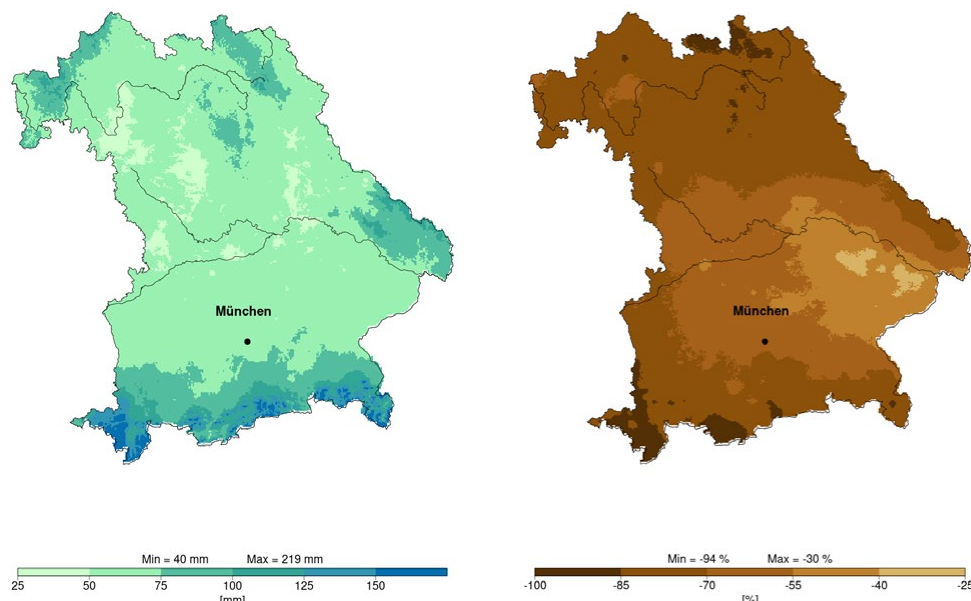 München
München
Min = 40 mm Max = 219 mm
Min = -94 % Max = -30 %
25 50 75 100 125 150
-100 -85 -70 -55 -40 -25
[mm]
[%]